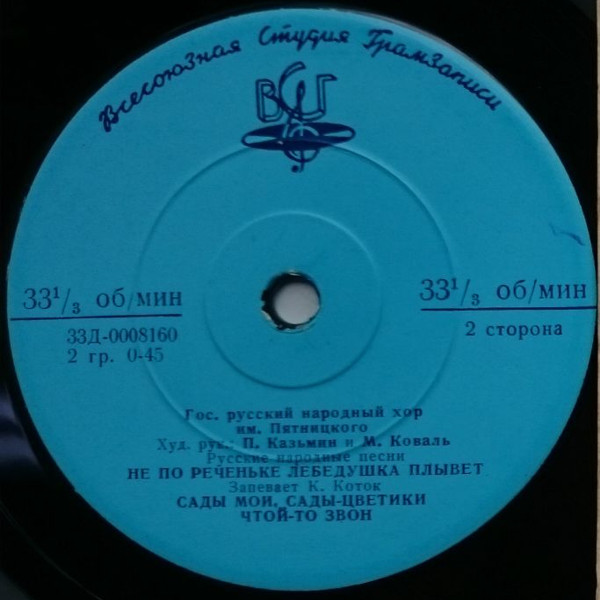 Всесоюзная Студия Грамзаписи
ВСГ
33¹/₃ об/мин
33Д-0008160
2 гр. 0-45
33¹/₃ об/мин
2 сторона
Гос. русский народный хор
им. Пятницкого
Худ. рук.: П. Казьмин и М. Коваль
Русские народные песни
НЕ ПО РЕЧЕНЬКЕ ЛЕБЕДУШКА ПЛЫВЕТ
Запевает К. Коток
САДЫ МОИ, САДЫ-ЦВЕТИКИ
ЧТОЙ-ТО ЗВОН